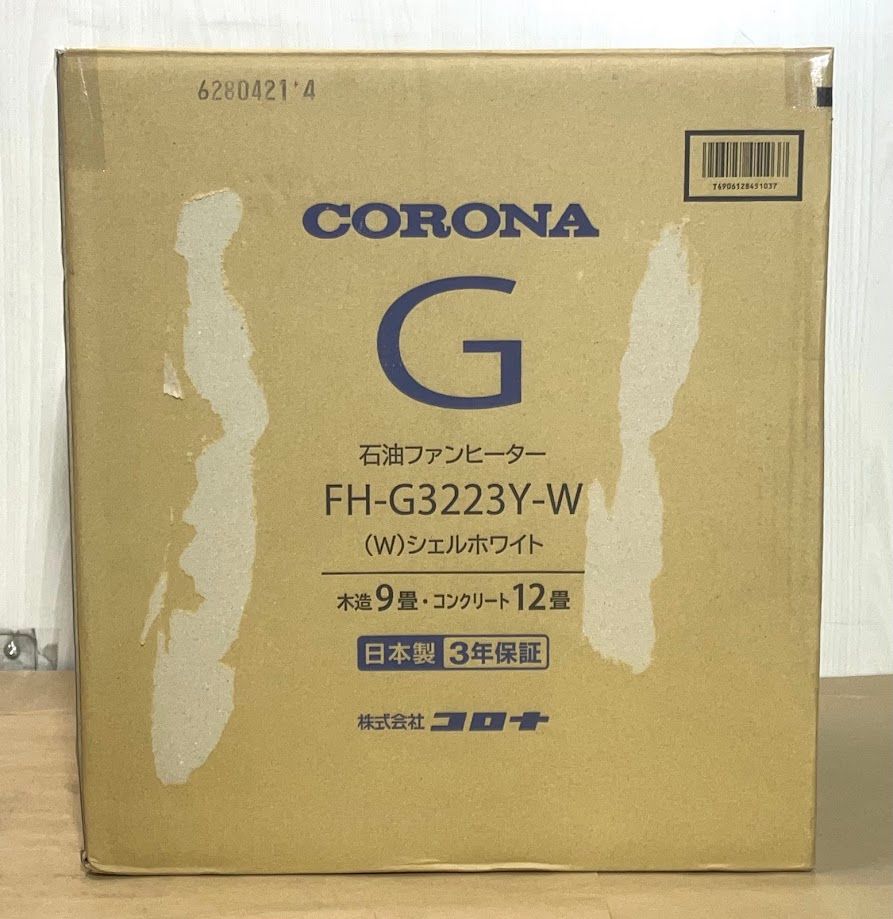 6280421 4
T4906128451037
CORONA
G
石油ファンヒーター
FH-G3223Y-W
(W)シェルホワイト
木造9畳・コンクリート12畳
日本製 3年保証
株式会社 コロナ